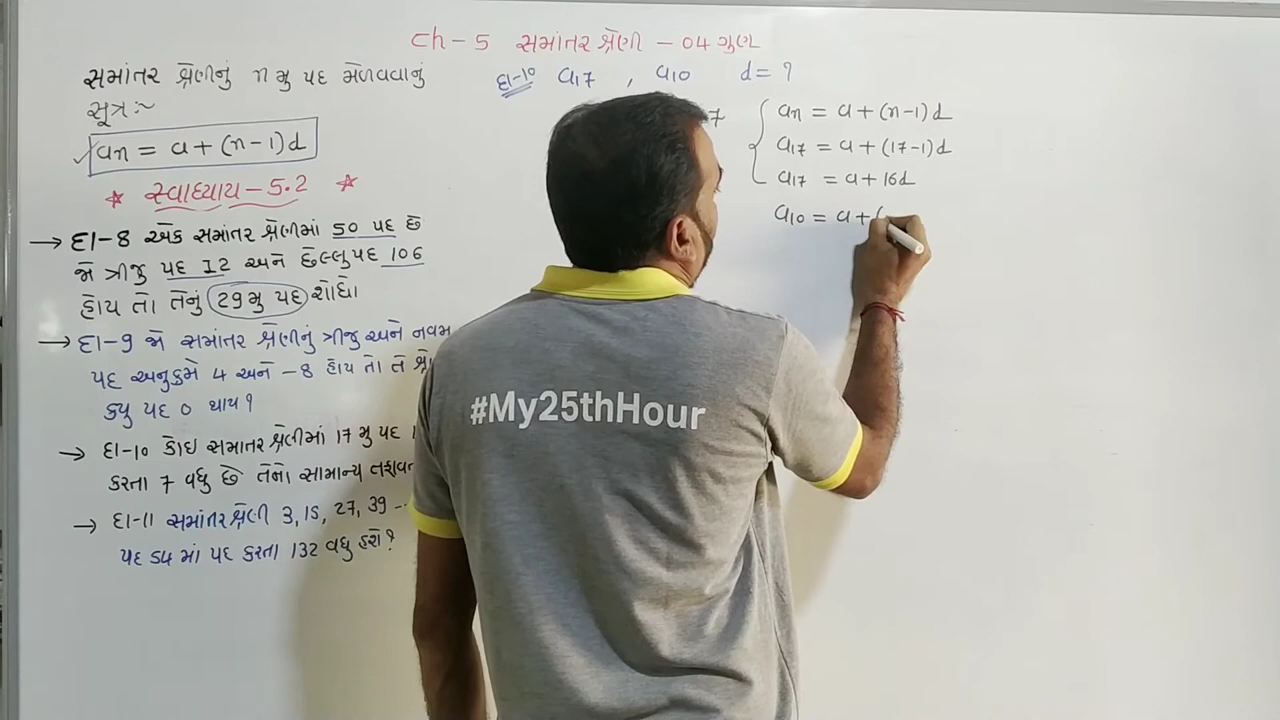 Ch - 5 સમાંતર શ્રેણી - 04 ગુણ
સમાંતર શ્રેણીનું n મુ પદ મેળવવાનું
સૂત્ર :-
an = a + (n-1)d
★ સ્વાધ્યાય - 5.2 ★
→ દા-8 એક સમાંતર શ્રેણીમાં 50 પદ છે
જો ત્રીજુ પદ 12 અને છેલ્લુ પદ 106
હોય તો તેનું 29 મુ પદ શોધો
→ દા-9 જો સમાંતર શ્રેણીનું ત્રીજુ અને નવમુ
પદ અનુક્રમે 4 અને -8 હોય તો તે
ક્યુ પદ 0 થાય?
→ દા-10 કોઇ સમાંતર શ્રેણીમાં 17 મુ પદ
કરતા 7 વધુ છે તેનો સામાન્ય
→ દા-11 સમાંતર શ્રેણી 3, 15, 27, 39 --
પદ 54 માં પદ કરતા 132 વધુ હશે?
દા-10 a17 , a10 d = ?
7
an = a + (n-1)d
a17 = a + (17-1)d
a17 = a + 16d
a10 = a + (
#My25thHour